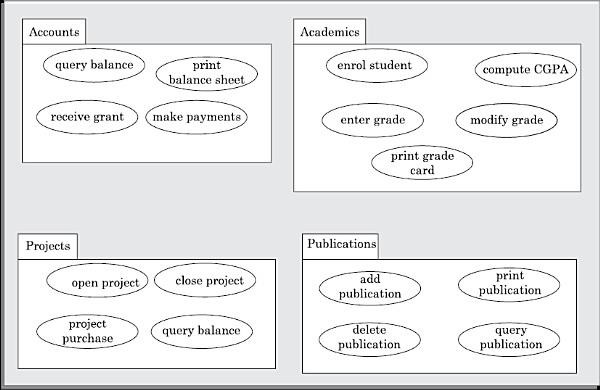 Accounts
query balance
print
balance sheet
receive grant
make payments
Academics
enrol student
compute CGPA
enter grade
modify grade
print grade
card
Projects
open project
close project
project
purchase
query balance
Publications
add
publication
print
publication
delete
publication
query
publication